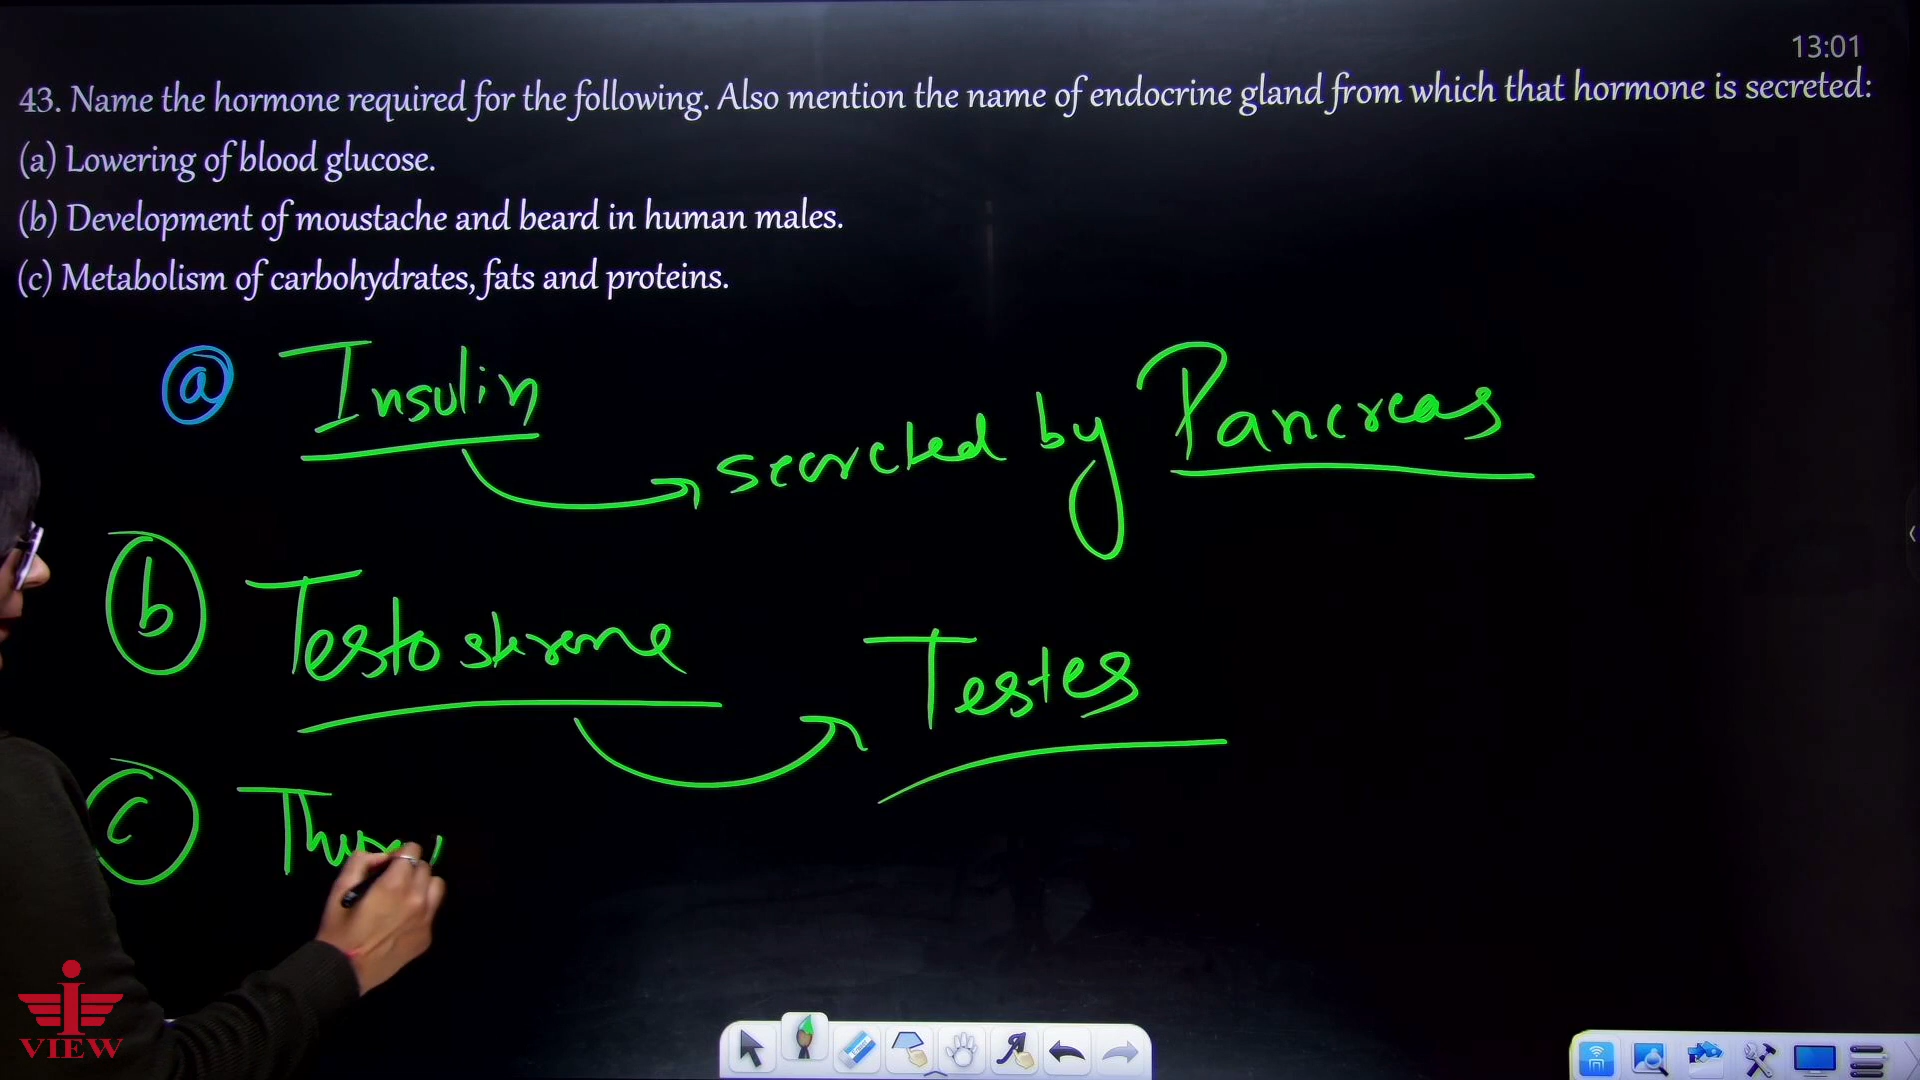 13:01
43. Name the hormone required for the following. Also mention the name of endocrine gland from which that hormone is secreted:
(a) Lowering of blood glucose.
(b) Development of moustache and beard in human males.
(c) Metabolism of carbohydrates, fats and proteins.
(a) Insulin secreted by Pancreas
(b) Testosterone Testes
(c)
VIEW